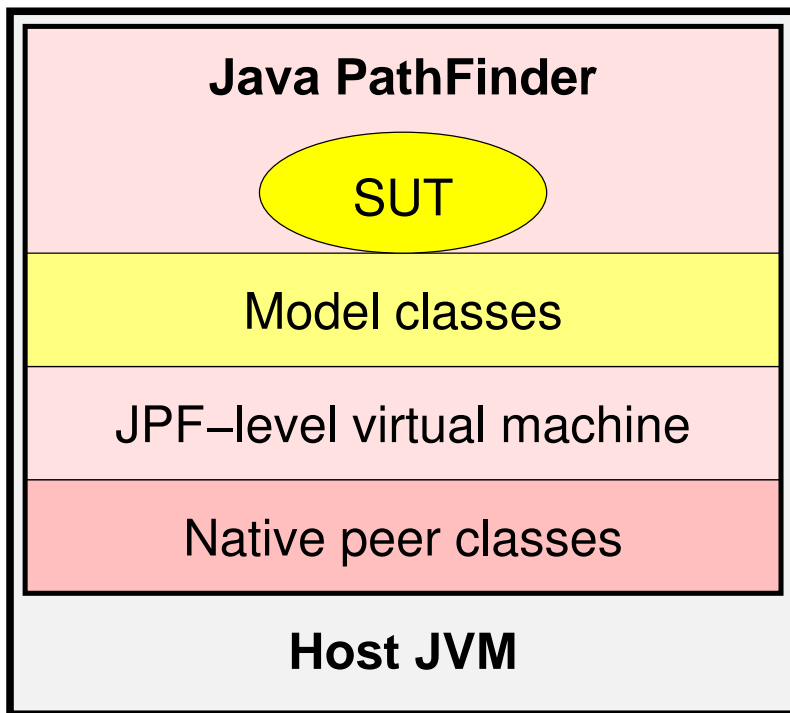 Java PathFinder
SUT
Model classes
JPF–level virtual machine
Native peer classes
Host JVM